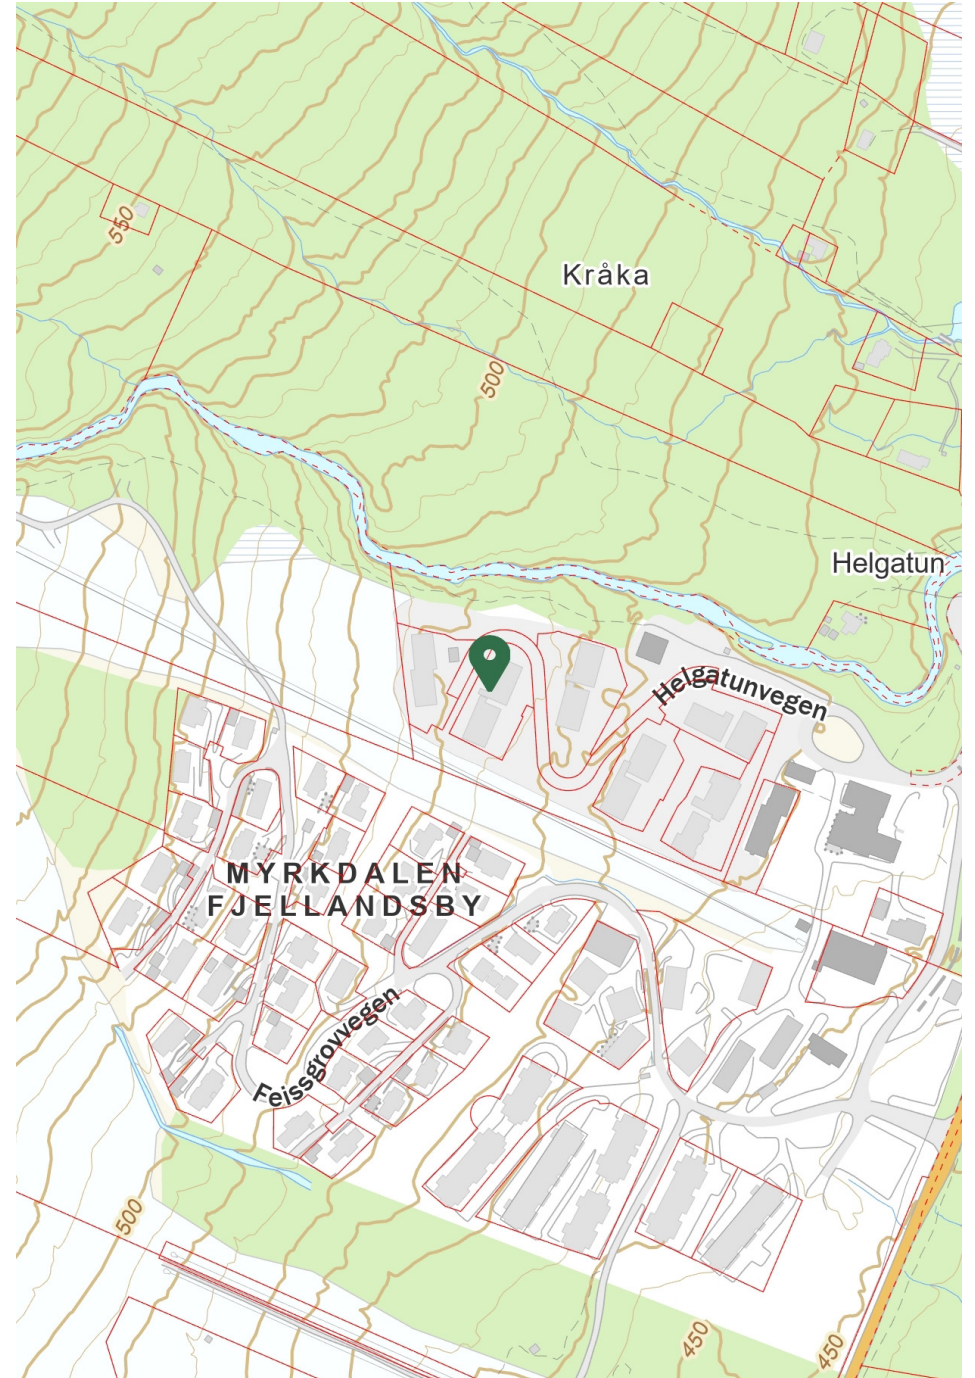 550
Kråka
500
Helgatun
Helgatunvegen
MYRKDALEN
FJELLANDSBY
Feissgrovvegen
500
450
450